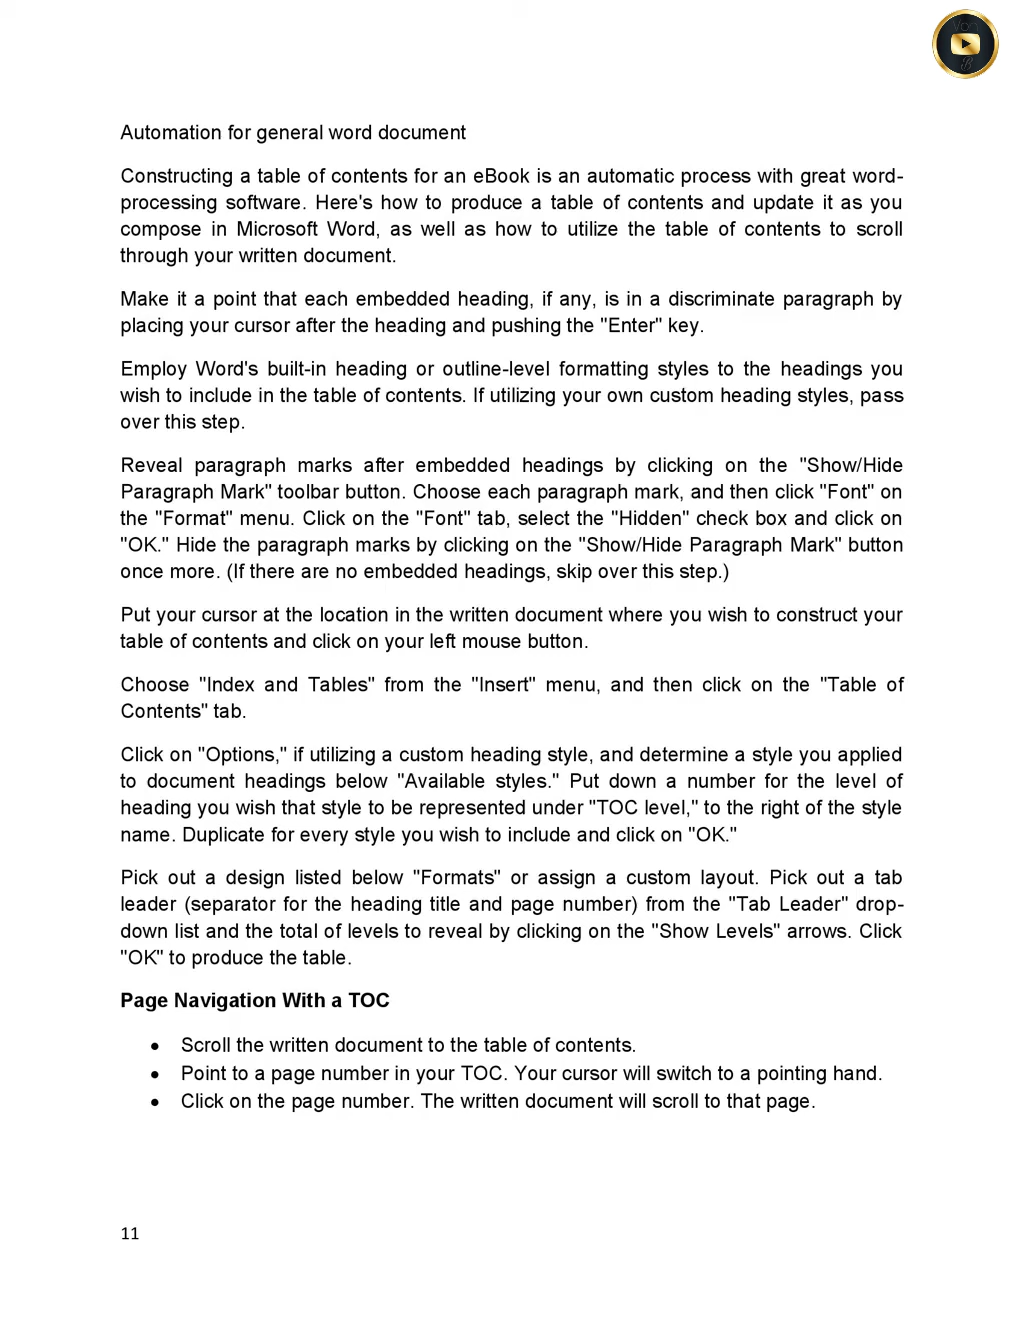 Von
B
Automation for general word document
Constructing a table of contents for an eBook is an automatic process with great word-
processing software. Here's how to produce a table of contents and update it as you
compose in Microsoft Word, as well as how to utilize the table of contents to scroll
through your written document.
Make it a point that each embedded heading, if any, is in a discriminate paragraph by
placing your cursor after the heading and pushing the "Enter" key.
Employ Word's built-in heading or outline-level formatting styles to the headings you
wish to include in the table of contents. If utilizing your own custom heading styles, pass
over this step.
Reveal paragraph marks after embedded headings by clicking on the "Show/Hide
Paragraph Mark" toolbar button. Choose each paragraph mark, and then click "Font" on
the "Format" menu. Click on the "Font" tab, select the "Hidden" check box and click on
"OK." Hide the paragraph marks by clicking on the "Show/Hide Paragraph Mark" button
once more. (If there are no embedded headings, skip over this step.)
Put your cursor at the location in the written document where you wish to construct your
table of contents and click on your left mouse button.
Choose "Index and Tables" from the "Insert" menu, and then click on the "Table of
Contents" tab.
Click on "Options," if utilizing a custom heading style, and determine a style you applied
to document headings below "Available styles." Put down a number for the level of
heading you wish that style to be represented under "TOC level," to the right of the style
name. Duplicate for every style you wish to include and click on "OK."
Pick out a design listed below "Formats" or assign a custom layout. Pick out a tab
leader (separator for the heading title and page number) from the "Tab Leader" drop-
down list and the total of levels to reveal by clicking on the "Show Levels" arrows. Click
"OK" to produce the table.
Page Navigation With a TOC
• Scroll the written document to the table of contents.
• Point to a page number in your TOC. Your cursor will switch to a pointing hand.
• Click on the page number. The written document will scroll to that page.
11